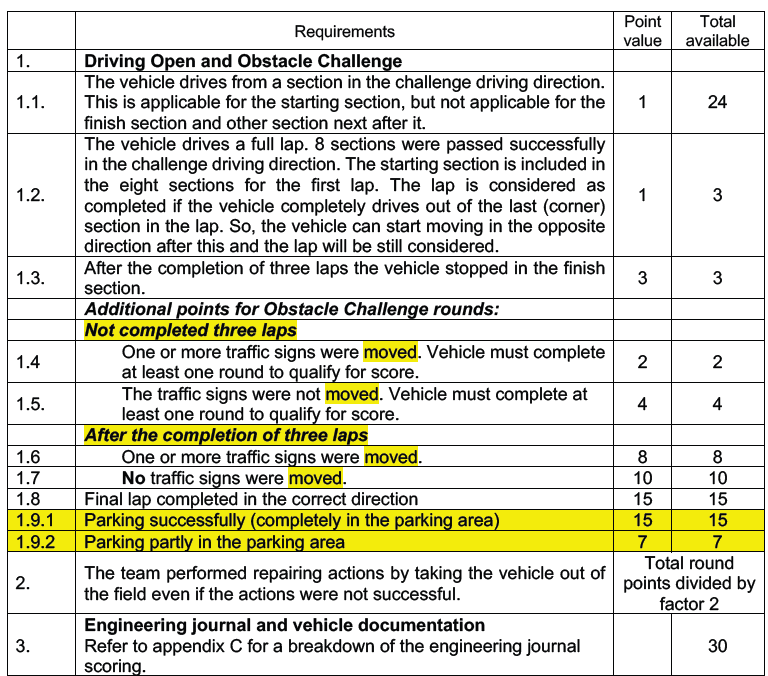 Requirements
Point value
Total available
1. Driving Open and Obstacle Challenge
1.1. The vehicle drives from a section in the challenge driving direction.
This is applicable for the starting section, but not applicable for the
finish section and other section next after it.
1 24
1.2. The vehicle drives a full lap. 8 sections were passed successfully
in the challenge driving direction. The starting section is included in
the eight sections for the first lap. The lap is considered as
completed if the vehicle completely drives out of the last (corner)
section in the lap. So, the vehicle can start moving in the opposite
direction after this and the lap will be still considered.
1 3
1.3. After the completion of three laps the vehicle stopped in the finish
section.
3 3
Additional points for Obstacle Challenge rounds:
Not completed three laps
1.4 One or more traffic signs were moved. Vehicle must complete
at least one round to qualify for score.
2 2
1.5. The traffic signs were not moved. Vehicle must complete at
least one round to qualify for score.
4 4
After the completion of three laps
1.6 One or more traffic signs were moved. 8 8
1.7 No traffic signs were moved. 10 10
1.8 Final lap completed in the correct direction 15 15
1.9.1 Parking successfully (completely in the parking area) 15 15
1.9.2 Parking partly in the parking area 7 7
2. The team performed repairing actions by taking the vehicle out of
the field even if the actions were not successful.
Total round
points divided by
factor 2
3. Engineering journal and vehicle documentation
Refer to appendix C for a breakdown of the engineering journal
scoring.
30